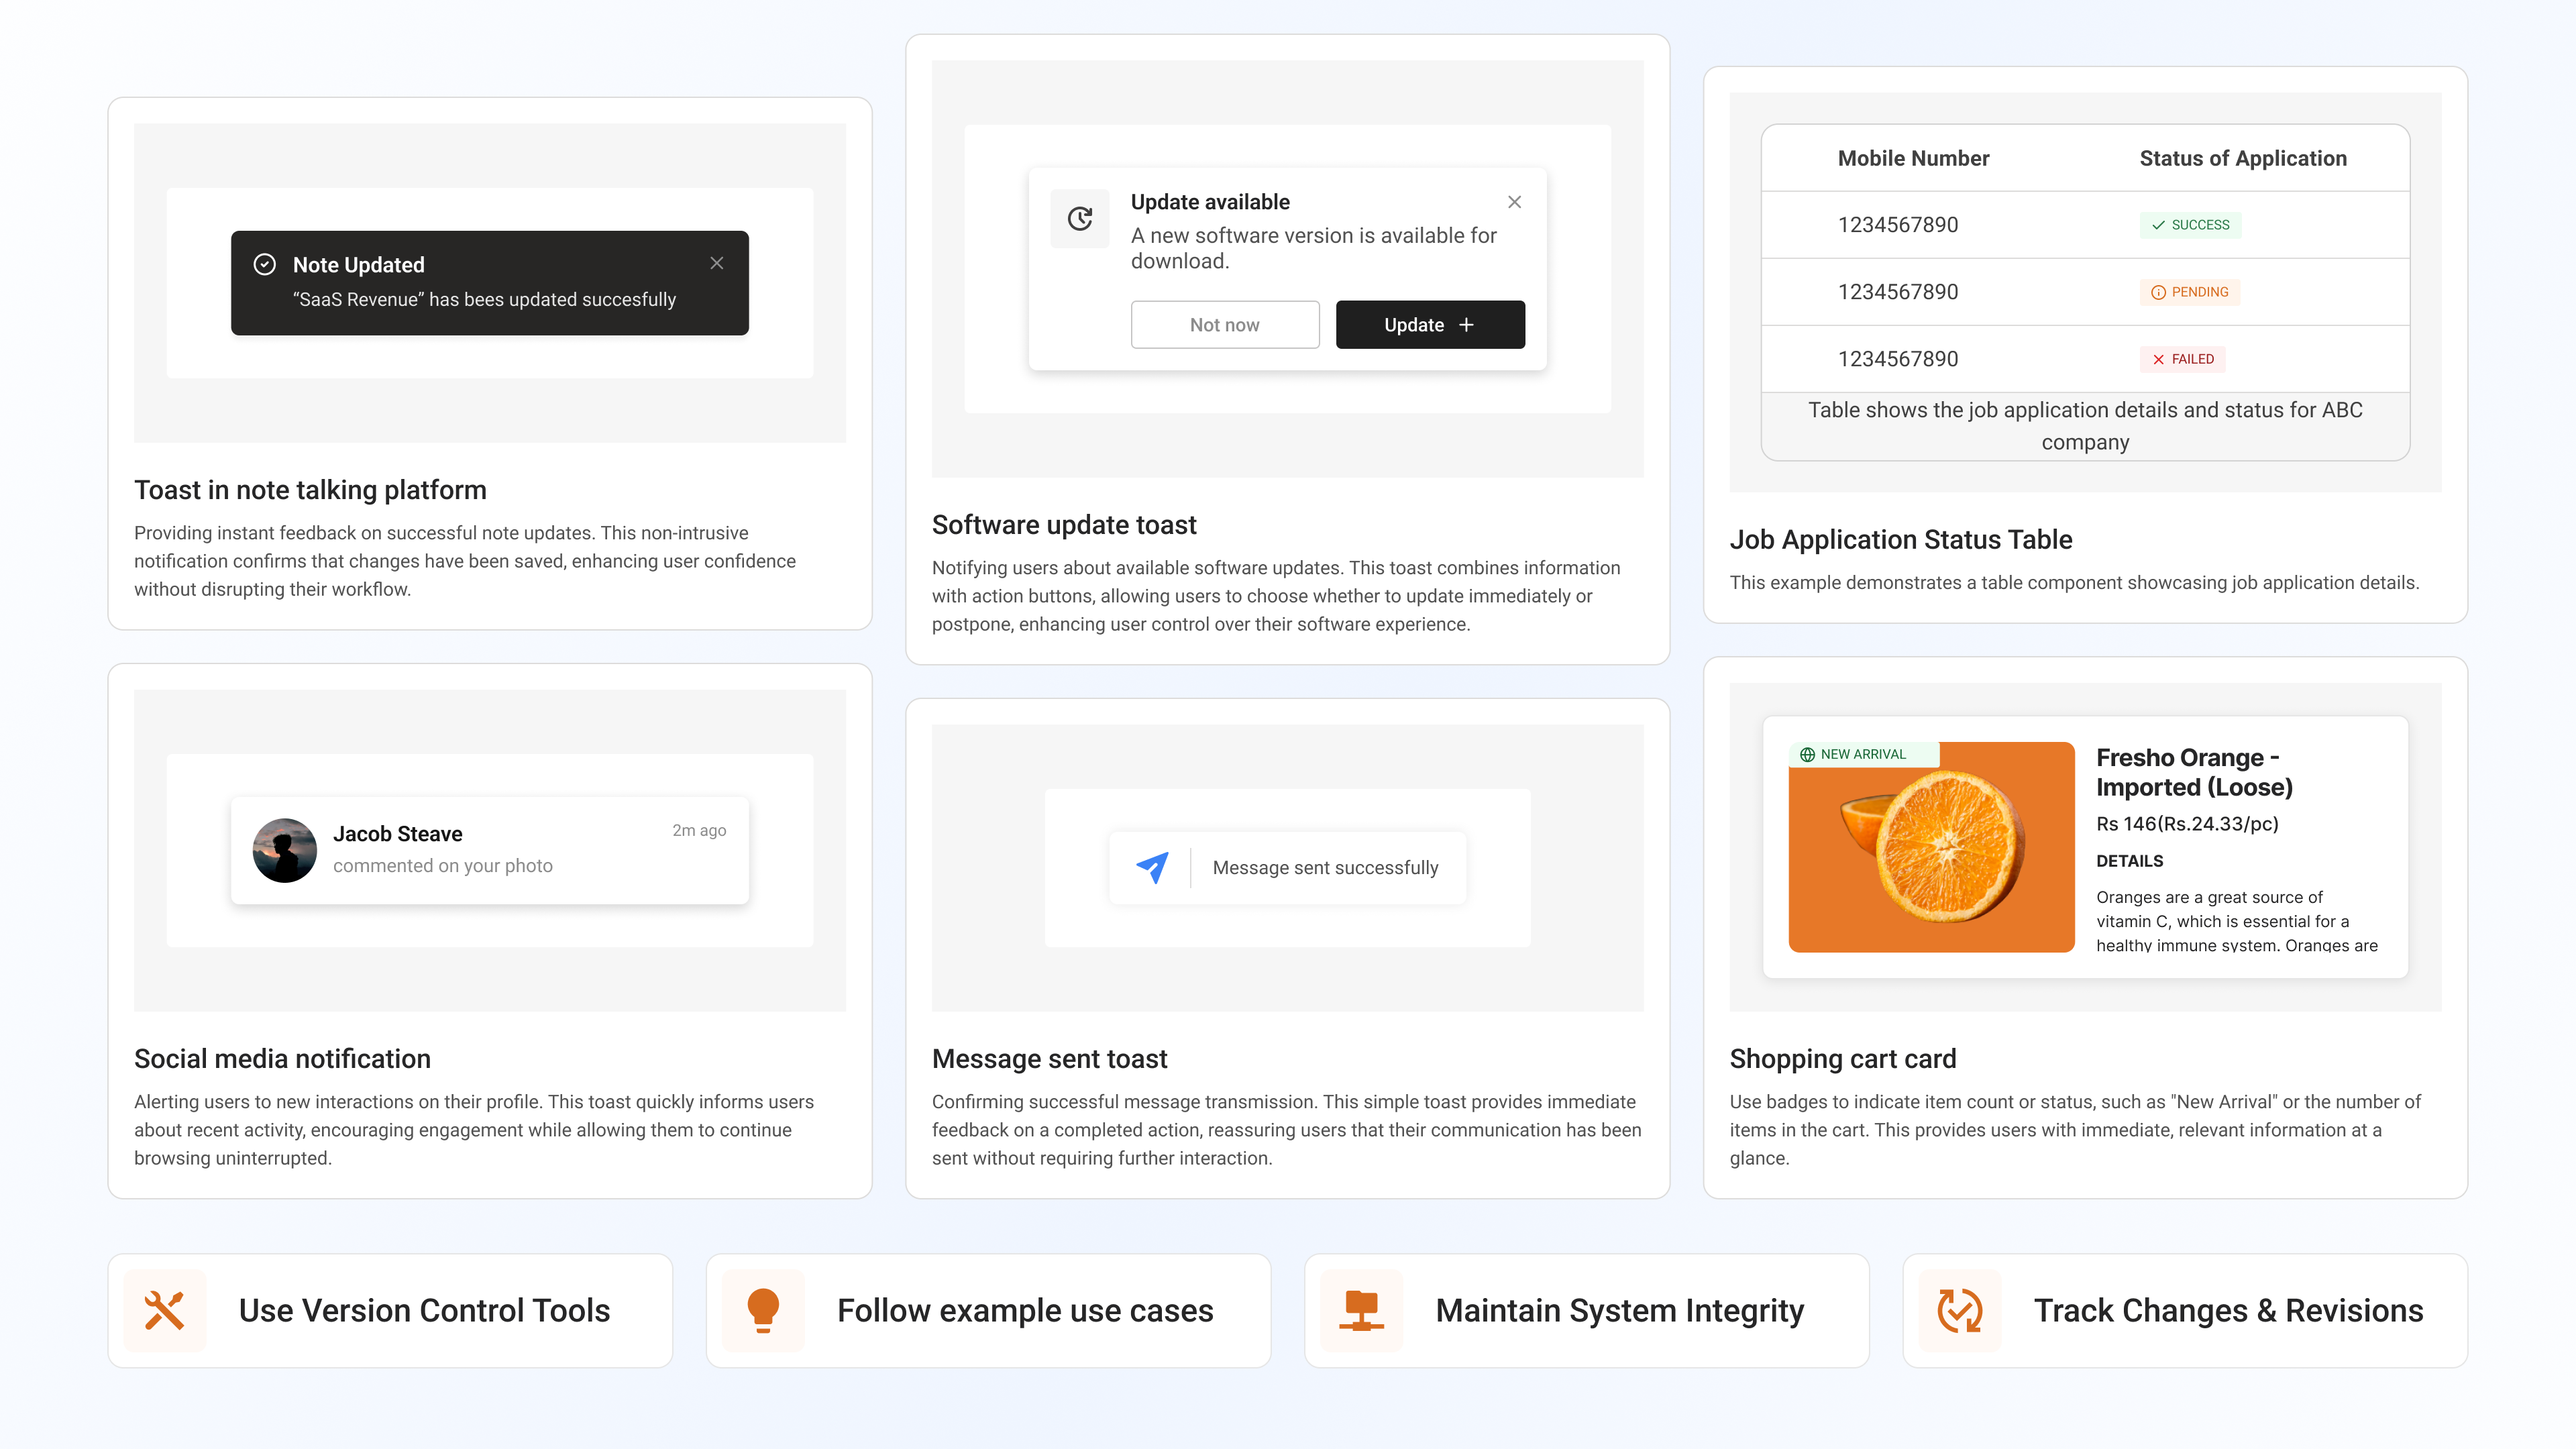 Note Updated
“SaaS Revenue” has bees updated succesfully
Toast in note talking platform
Providing instant feedback on successful note updates. This non-intrusive
notification confirms that changes have been saved, enhancing user confidence
without disrupting their workflow.
Update available
A new software version is available for
download.
Not now
Update
Software update toast
Notifying users about available software updates. This toast combines information
with action buttons, allowing users to choose whether to update immediately or
postpone, enhancing user control over their software experience.
Mobile Number Status of Application
1234567890 SUCCESS
1234567890 PENDING
1234567890 FAILED
Table shows the job application details and status for ABC
company
Job Application Status Table
This example demonstrates a table component showcasing job application details.
Jacob Steave
2m ago
commented on your photo
Social media notification
Alerting users to new interactions on their profile. This toast quickly informs users
about recent activity, encouraging engagement while allowing them to continue
browsing uninterrupted.
Message sent successfully
Message sent toast
Confirming successful message transmission. This simple toast provides immediate
feedback on a completed action, reassuring users that their communication has been
sent without requiring further interaction.
NEW ARRIVAL
Fresho Orange -
Imported (Loose)
Rs 146(Rs.24.33/pc)
DETAILS
Oranges are a great source of
vitamin C, which is essential for a
healthy immune system. Oranges are
Shopping cart card
Use badges to indicate item count or status, such as "New Arrival" or the number of
items in the cart. This provides users with immediate, relevant information at a
glance.
Use Version Control Tools
Follow example use cases
Maintain System Integrity
Track Changes & Revisions